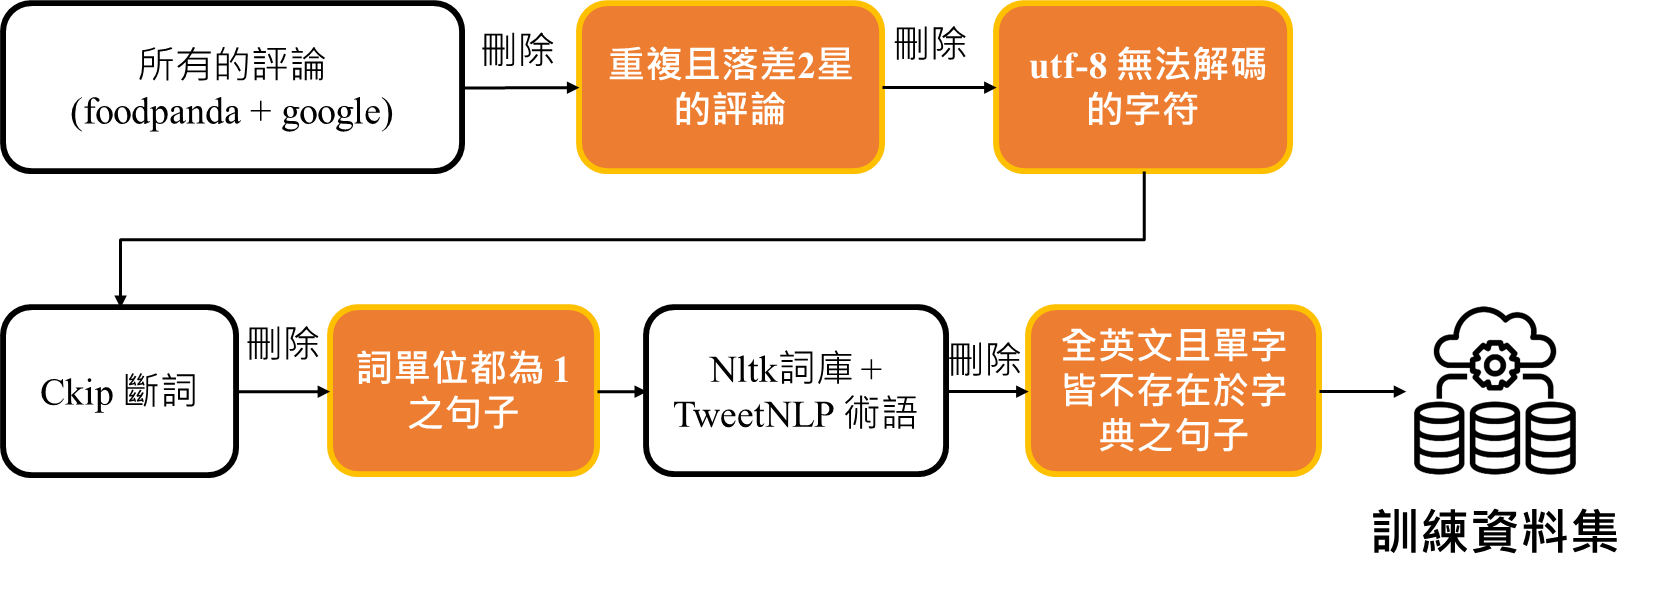 所有的評論
(foodpanda + google)
刪除
重複且落差2星
的評論
刪除
utf-8 無法解碼
的字符
Ckip 斷詞
刪除
詞單位都為 1
之句子
Nltk詞庫 +
TweetNLP 術語
刪除
全英文且單字
皆不存在於字
典之句子
訓練資料集